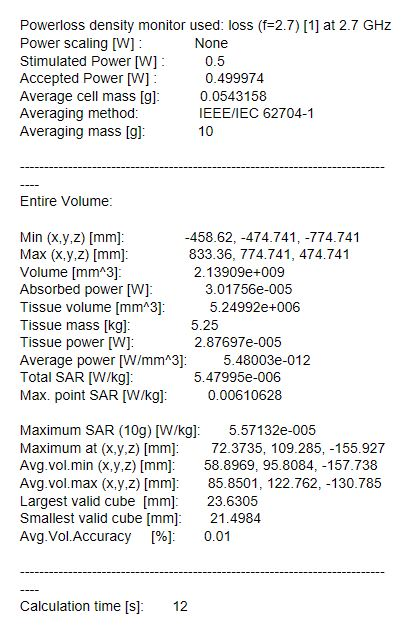 Powerloss density monitor used: loss (f=2.7) [1] at 2.7 GHz
Power scaling [W] : None
Stimulated Power [W] : 0.5
Accepted Power [W] : 0.499974
Average cell mass [g]: 0.0543158
Averaging method: IEEE/IEC 62704-1
Averaging mass [g]: 10
-----------------------------------------------------------------------------
----
Entire Volume:
Min (x,y,z) [mm]: -458.62, -474.741, -774.741
Max (x,y,z) [mm]: 833.36, 774.741, 474.741
Volume [mm^3]: 2.13909e+009
Absorbed power [W]: 3.01756e-005
Tissue volume [mm^3]: 5.24992e+006
Tissue mass [kg]: 5.25
Tissue power [W]: 2.87697e-005
Average power [W/mm^3]: 5.48003e-012
Total SAR [W/kg]: 5.47995e-006
Max. point SAR [W/kg]: 0.00610628
Maximum SAR (10g) [W/kg]: 5.57132e-005
Maximum at (x,y,z) [mm]: 72.3735, 109.285, -155.927
Avg.vol.min (x,y,z) [mm]: 58.8969, 95.8084, -157.738
Avg.vol.max (x,y,z) [mm]: 85.8501, 122.762, -130.785
Largest valid cube [mm]: 23.6305
Smallest valid cube [mm]: 21.4984
Avg.Vol.Accuracy [%]: 0.01
-----------------------------------------------------------------------------
----
Calculation time [s]: 12